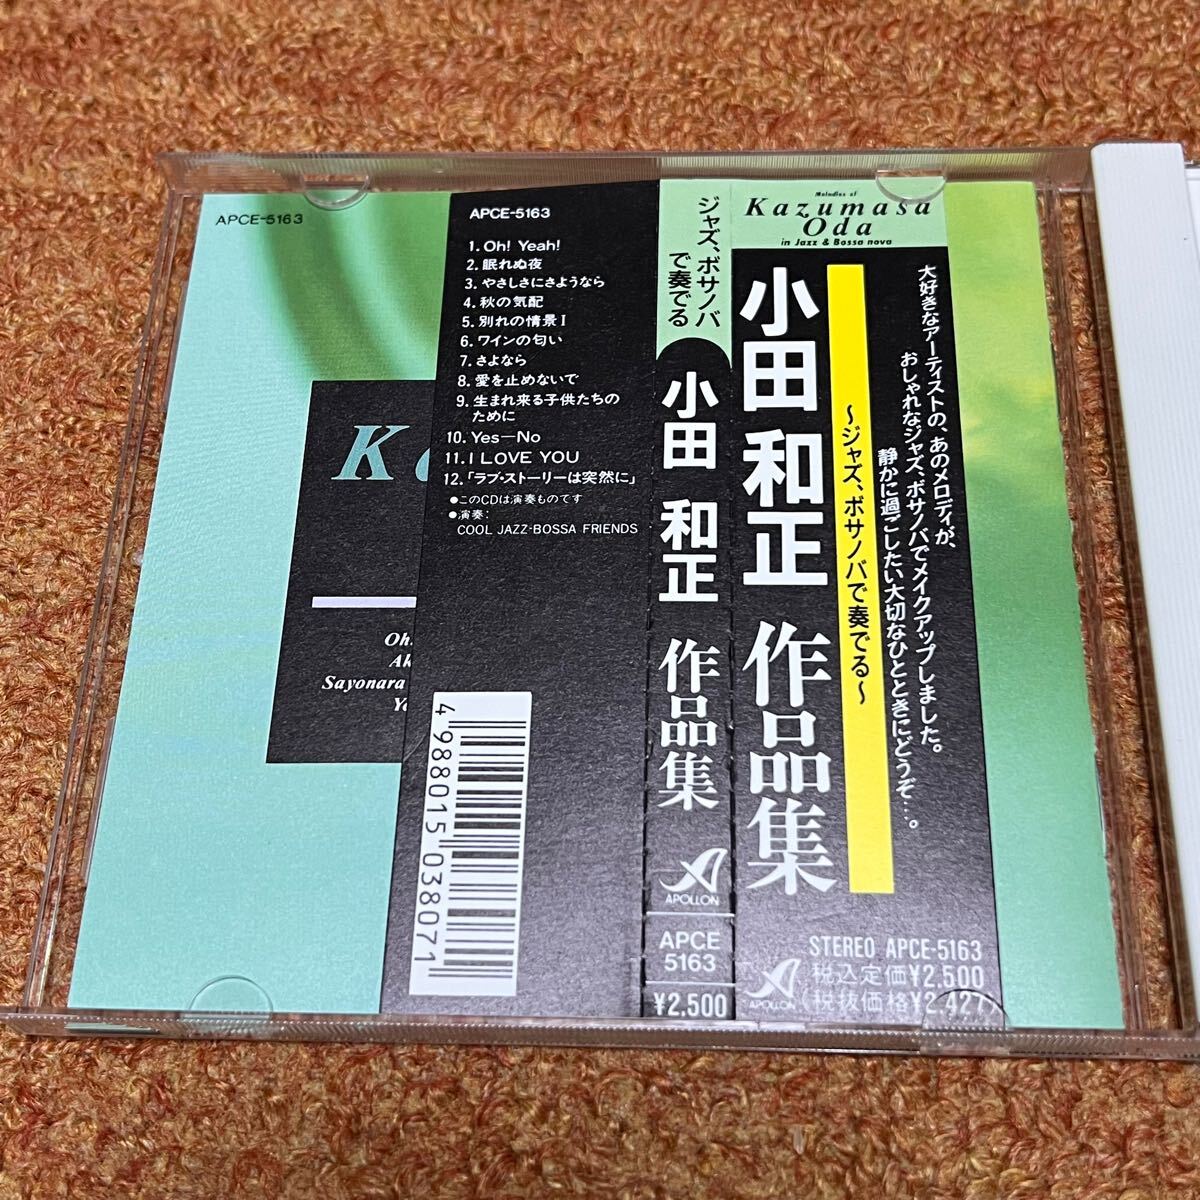 APCE-5163
K
Oh
Ak
Sayonara
Ye
APCE-5163
1. Oh! Yeah!
2. 眠れぬ夜
3. やさしさにさようなら
4. 秋の気配
5. 別れの情景 I
6. ワインの匂い
7. さよなら
8. 愛を止めないで
9. 生まれ来る子供たちの
ために
10. Yes—No
11. I LOVE YOU
12.「ラブ・ストーリーは突然に」
●このCDは演奏ものです
●演奏:
COOL JAZZ-BOSSA FRIENDS
4 988015 038071
ジャズ、ボサノバ
で奏でる
小田 和正 作品集
APOLLON
APCE
5163
¥2,500
Melodies of
Kazumasa
Oda
in Jazz & Bossa nova
小田 和正 作品集
〜ジャズ、ボサノバで奏でる〜
大好きなアーティストの、あのメロディが、
おしゃれなジャズ、ボサノバでメイクアップしました。
静かに過ごしたい大切なひとときにどうぞ…。
STEREO APCE-5163
税込定価¥2,500
(税抜価格¥2,427)
APOLLON